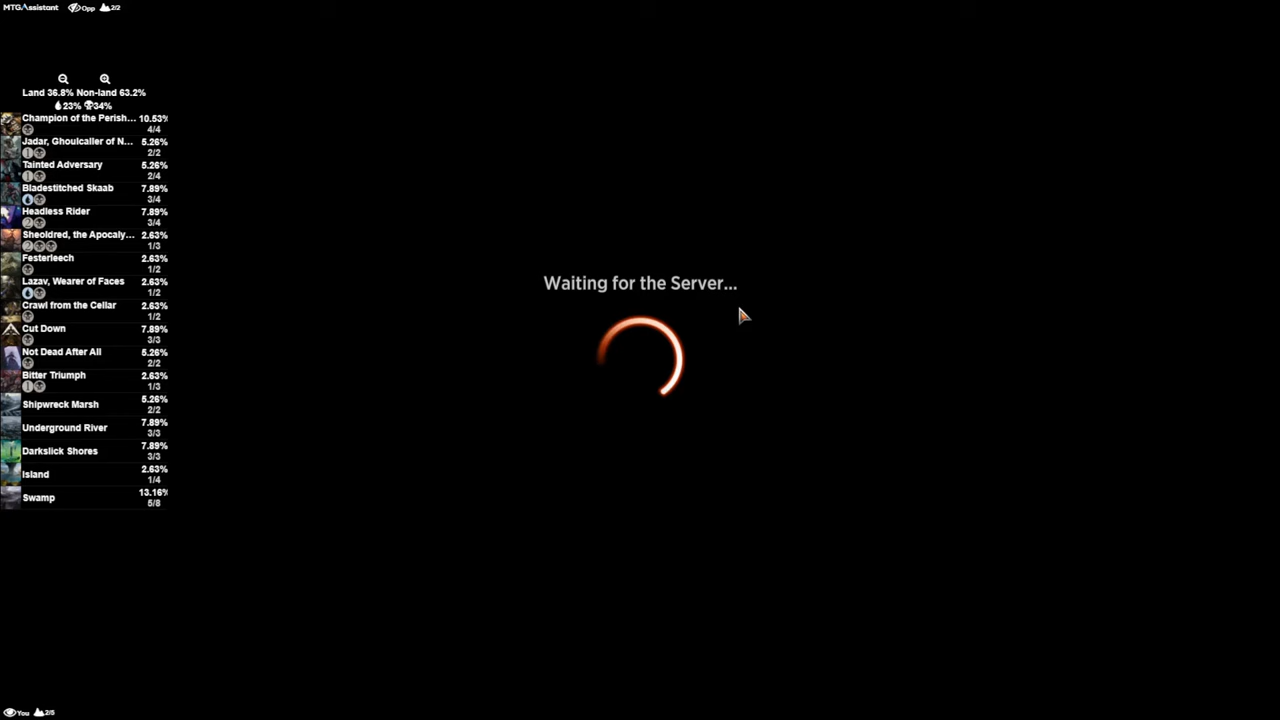 MTGAssistant Opp 2/2
Land 36.8% Non-land 63.2%
23% 34%
Champion of the Perish... 10.53%
4/4
Jadar, Ghoulcaller of N... 5.26%
1 2/2
Tainted Adversary 5.26%
1 2/4
Bladestitched Skaab 7.89%
3/4
Headless Rider 7.89%
2 3/4
Sheoldred, the Apocaly... 2.63%
2 1/3
Festerleech 2.63%
1/2
Lazav, Wearer of Faces 2.63%
1/2
Crawl from the Cellar 2.63%
1/2
Cut Down 7.89%
3/3
Not Dead After All 5.26%
2/2
Bitter Triumph 2.63%
1 1/3
Shipwreck Marsh 5.26%
2/2
Underground River 7.89%
3/3
Darkslick Shores 7.89%
3/3
Island 2.63%
1/4
Swamp 13.16%
5/8
Waiting for the Server...
You 2/5